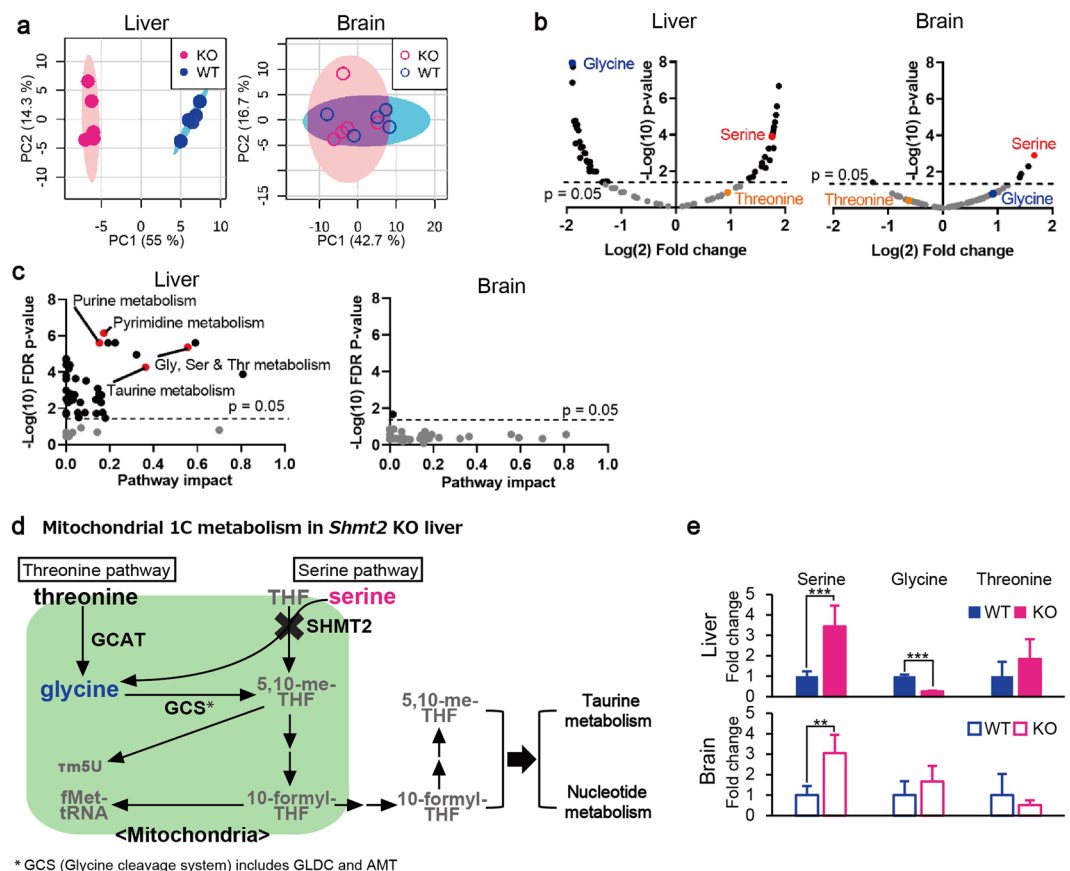 a
Liver
Brain
KO
WT
PC2 (14.3 %)
10
5
0
-5
-10
-5 0 5 10
PC1 (55 %)
KO
WT
PC2 (16.7 %)
10
5
0
-5
-15
-10 0 10 20
PC1 (42.7 %)
b
Liver
Brain
-Log(10) p-value
8
6
4
2
Glycine
Serine
p = 0.05
Threonine
-2 -1 0 1 2
Log(2) Fold change
-Log(10) p-value
8
6
4
2
Serine
p = 0.05
Threonine
Glycine
-2 -1 0 1 2
Log(2) Fold change
c
Liver
Brain
-Log(10) FDR p-value
8
6
4
2
0
Purine metabolism
Pyrimidine metabolism
Gly, Ser & Thr metabolism
Taurine metabolism
p = 0.05
0.0 0.2 0.4 0.6 0.8 1.0
Pathway impact
-Log(10) FDR p-value
8
6
4
2
0
p = 0.05
0.0 0.2 0.4 0.6 0.8 1.0
Pathway impact
d Mitochondrial 1C metabolism in Shmt2 KO liver
Threonine pathway
Serine pathway
threonine
THF
serine
GCAT
SHMT2
glycine
GCS*
5,10-me-
THF
τm5U
fMet-
tRNA
10-formyl-
THF
<Mitochondria>
5,10-me-
THF
10-formyl-
THF
Taurine
metabolism
Nucleotide
metabolism
* GCS (Glycine cleavage system) includes GLDC and AMT
e
Serine Glycine Threonine
Liver
Fold change
5
4
3
2
1
0
***
***
WT KO
Brain
Fold change
5
4
3
2
1
0
**
WT KO